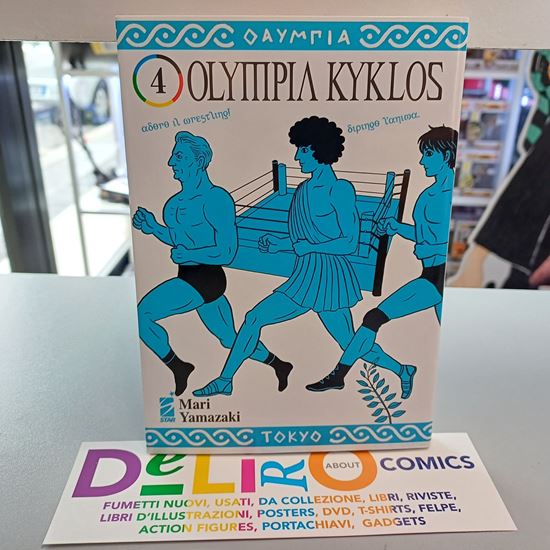 ΟΛΥΜΠΙΑ
4 OLYMPIA KYKLOS
adoro il wrestling!
dipingo l'anima.
STAR
Mari
Yamazaki
TOKYO
DeLIRO ABOUT COMICS
FUMETTI NUOVI, USATI, DA COLLEZIONE, LIBRI, RIVISTE,
LIBRI D'ILLUSTRAZIONI, POSTERS, DVD, T-SHIRTS, FELPE,
ACTION FIGURES, PORTACHIAVI, GADGETS